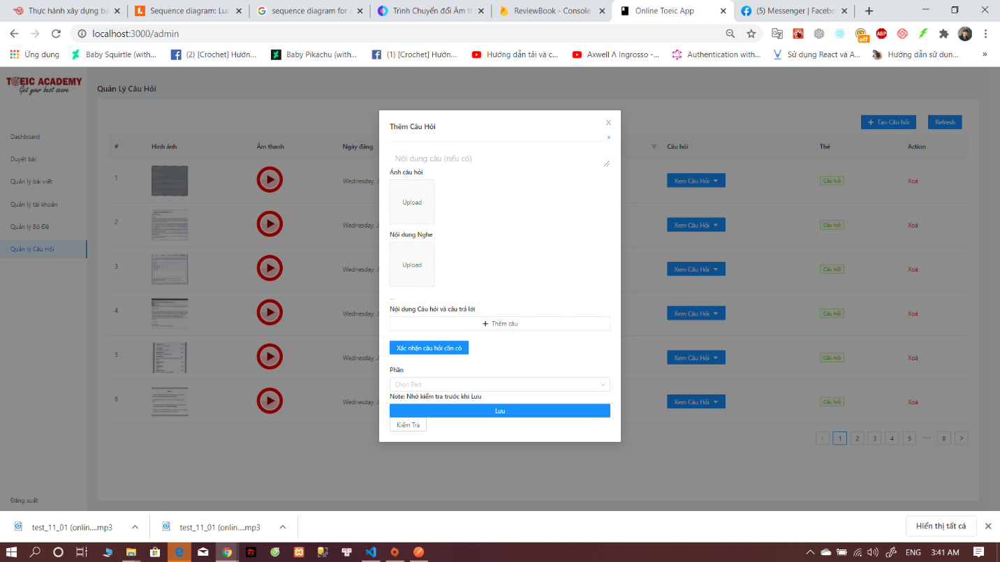 Thực hành xây dựng bả
Sequence diagram: Luc
sequence diagram for a
Trình Chuyển đổi Âm th
ReviewBook - Console
Online Toeic App
(5) Messenger | Facebo
localhost:3000/admin
off
ABP
Ứng dụng
Baby Squirtle (with...
(2) [Crochet] Hướn...
Baby Pikachu (with...
(1) [Crochet] Hướn...
Hướng dẫn tải và c...
Axwell Λ Ingrosso -...
Authentication with...
Sử dụng React và A...
Hướng dẫn sử dụn...
»
TOEIC ACADEMY
Get your best score
Dashboard
Duyệt bài
Quản lý bài viết
Quản lý tài khoản
Quản lý Bộ Đề
Quản lý Câu Hỏi
Đăng xuất
Quản Lý Câu Hỏi
+ Tạo Câu hỏi
Refresh
# Hình ảnh Âm thanh Ngày đăng Câu hỏi Thẻ Action
1 Wednesday, J Xem Câu Hỏi Câu hỏi Xoá
2 Wednesday, J Xem Câu Hỏi Câu hỏi Xoá
3 Wednesday, J Xem Câu Hỏi Câu hỏi Xoá
4 Wednesday, J Xem Câu Hỏi Câu hỏi Xoá
5 Wednesday, J Xem Câu Hỏi Câu hỏi Xoá
6 Wednesday, J Xem Câu Hỏi Câu hỏi Xoá
< 1 2 3 4 5 ••• 8 >
Thêm Câu Hỏi
x
Nội dung câu (nếu có)
Ảnh câu hỏi
Upload
Nội dung Nghe
Upload
...
Nội dung Câu hỏi và câu trả lời
+ Thêm câu
Xác nhận câu hỏi cần có
Phần
Chọn Part
Note: Nhớ kiểm tra trước khi Lưu
Lưu
Kiểm Tra
test_11_01 (onlin....mp3
test_11_01 (onlin....mp3
Hiển thị tất cả
ENG
3:41 AM